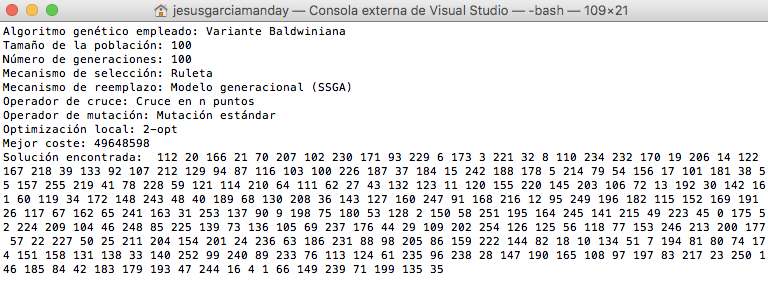 jesusgarciamanday — Consola externa de Visual Studio — -bash — 109×21
Algoritmo genético empleado: Variante Baldwiniana
Tamaño de la población: 100
Número de generaciones: 100
Mecanismo de selección: Ruleta
Mecanismo de reemplazo: Modelo generacional (SSGA)
Operador de cruce: Cruce en n puntos
Operador de mutación: Mutación estándar
Optimización local: 2-opt
Mejor coste: 49648598
Solución encontrada:  112 20 166 21 70 207 102 230 171 93 229 6 173 3 221 32 8 110 234 232 170 19 206 14 122
167 218 39 133 92 107 212 129 94 87 116 103 100 226 187 37 184 15 242 188 178 5 214 79 54 156 17 101 181 38 5
5 157 255 219 41 78 228 59 121 114 210 64 111 62 27 43 132 123 11 120 155 220 145 203 106 72 13 192 30 142 16
1 60 119 34 172 148 243 48 40 189 68 130 208 36 143 127 160 247 91 168 216 12 95 249 196 182 115 152 169 191
26 117 67 162 65 241 163 31 253 137 90 9 198 75 180 53 128 2 150 58 251 195 164 245 141 215 49 223 45 0 175 5
2 224 209 104 46 248 85 225 139 73 136 105 69 237 176 44 29 109 202 254 126 125 56 118 77 153 246 213 200 177
57 22 227 50 25 211 204 154 201 24 236 63 186 231 88 98 205 86 159 222 144 82 18 10 134 51 7 194 81 80 74 17
4 151 158 131 138 33 140 252 99 240 89 233 76 113 124 61 235 96 238 28 147 190 165 108 97 197 83 217 23 250 1
46 185 84 42 183 179 193 47 244 16 4 1 66 149 239 71 199 135 35